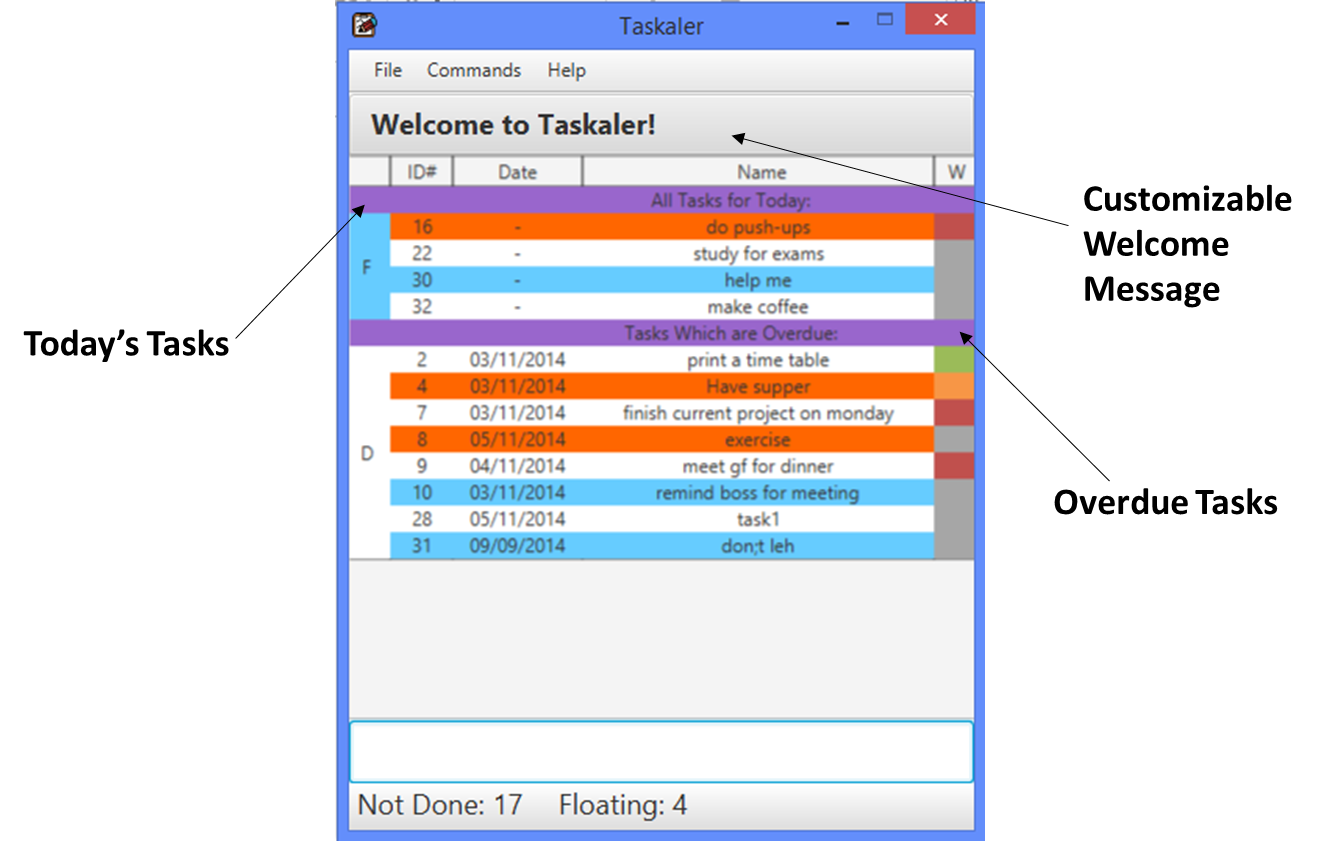 Taskaler
File Commands Help
Welcome to Taskaler!
ID# Date Name W
All Tasks for Today:
F
16 - do push-ups
22 - study for exams
30 - help me
32 - make coffee
Tasks Which are Overdue:
D
2 03/11/2014 print a time table
4 03/11/2014 Have supper
7 03/11/2014 finish current project on monday
8 05/11/2014 exercise
9 04/11/2014 meet gf for dinner
10 03/11/2014 remind boss for meeting
28 05/11/2014 task1
31 09/09/2014 don;t leh
Not Done: 17 Floating: 4
Today's Tasks
Customizable
Welcome
Message
Overdue Tasks